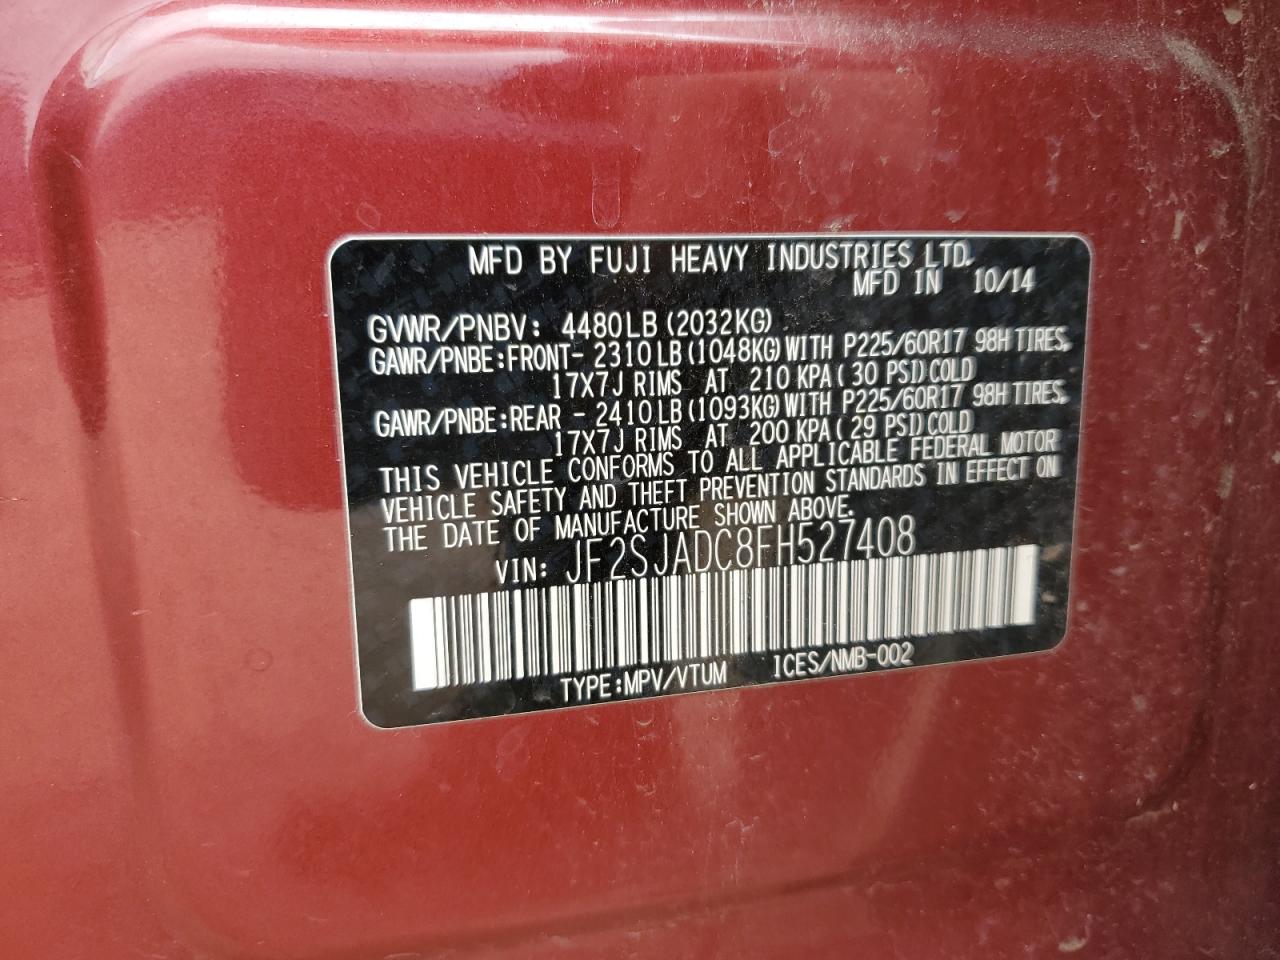 MFD BY FUJI HEAVY INDUSTRIES LTD.
MFD IN 10/14
GVWR/PNBV: 4480LB(2032KG)
GAWR/PNBE:FRONT- 2310LB(1048KG)WITH P225/60R17 98H TIRES,
17X7J RIMS AT 210 KPA(30 PSI)COLD
GAWR/PNBE:REAR - 2410LB(1093KG)WITH P225/60R17 98H TIRES,
17X7J RIMS AT 200 KPA(29 PSI)COLD
THIS VEHICLE CONFORMS TO ALL APPLICABLE FEDERAL MOTOR
VEHICLE SAFETY AND THEFT PREVENTION STANDARDS IN EFFECT ON
THE DATE OF MANUFACTURE SHOWN ABOVE.
VIN: JF2SJADC8FH527408
TYPE:MPV/VTUM ICES/NMB-002